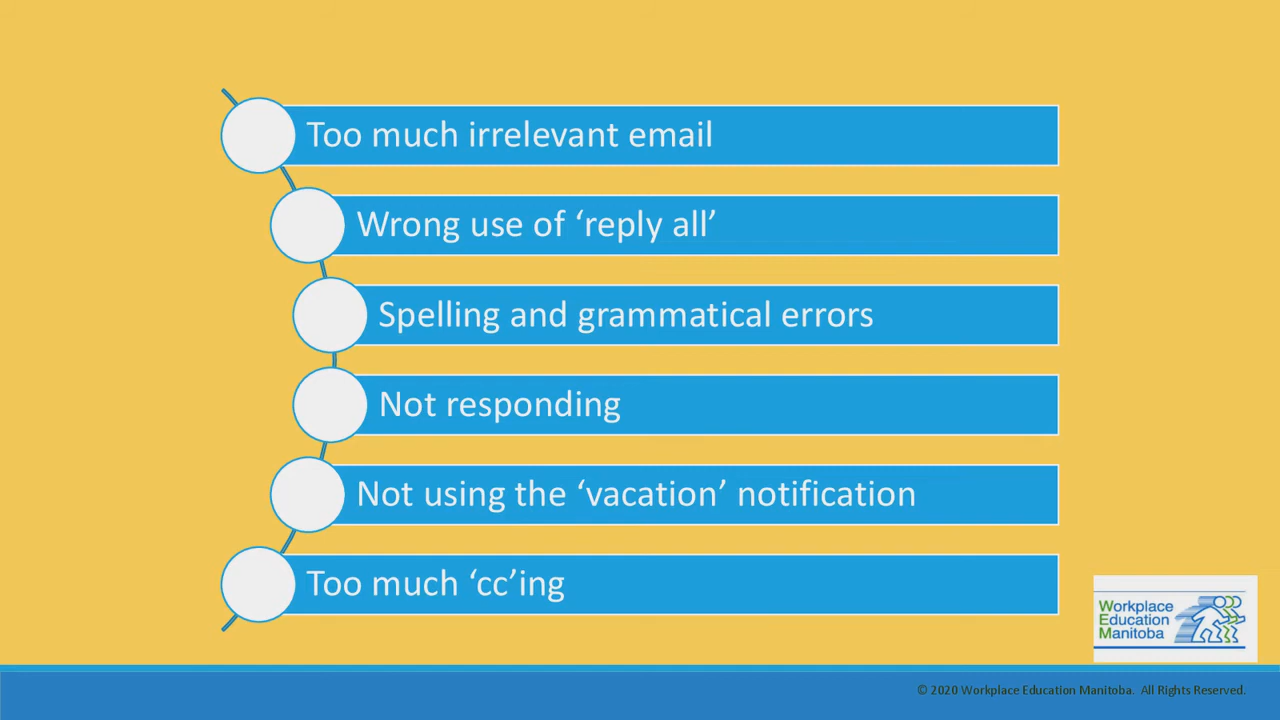 Too much irrelevant email
Wrong use of ‘reply all’
Spelling and grammatical errors
Not responding
Not using the ‘vacation’ notification
Too much ‘cc’ing
Workplace
Education
Manitoba
© 2020 Workplace Education Manitoba. All Rights Reserved.